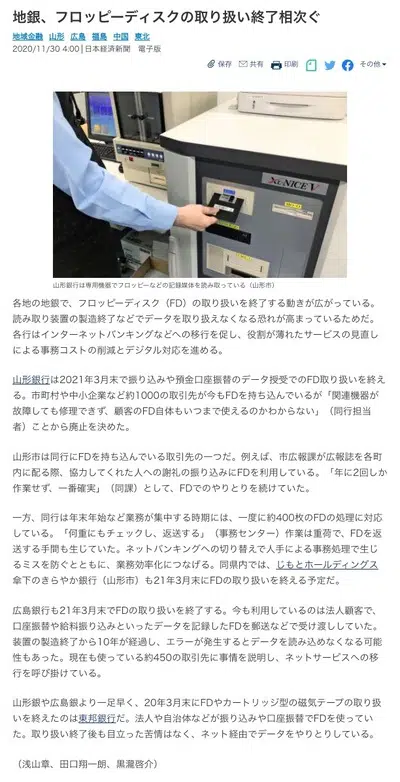 地銀、フロッピーディスクの取り扱い終了相次ぐ
地域金融 山形 広島 福島 中国 東北
2020/11/30 4:00|日本経済新聞 電子版
保存 共有 印刷 その他
XE-NICE V
山形銀行は専用機器でフロッピーなどの記録媒体を読み取っている(山形市)
各地の地銀で、フロッピーディスク(FD)の取り扱いを終了する動きが広がっている。
読み取り装置の製造終了などでデータを取り扱えなくなる恐れが高まっているためだ。
各行はインターネットバンキングなどへの移行を促し、役割が薄れたサービスの見直し
による事務コストの削減とデジタル対応を進める。
山形銀行は2021年3月末で振り込みや預金口座振替のデータ授受でのFD取り扱いを終え
る。市町村や中小企業など約1000の取引先が今もFDを持ち込んでいるが「関連機器が
故障しても修理できず、顧客のFD自体もいつまで使えるのかわからない」(同行担当
者)ことから廃止を決めた。
山形市は同行にFDを持ち込んでいる取引先の一つだ。例えば、市広報課が広報誌を各町
内に配る際、協力してくれた人への謝礼の振り込みにFDを利用している。「年に2回しか
作業せず、一番確実」(同課)として、FDでのやりとりを続けていた。
一方、同行は年末年始など業務が集中する時期には、一度に約400枚のFDの処理に対応
している。「何重にもチェックし、返送する」(事務センター)作業は重荷で、FDを返
送する手間も生じていた。ネットバンキングへの切り替えで人手による事務処理で生じ
るミスを防ぐとともに、業務効率化につなげる。同県内では、じもとホールディングス
傘下のきらやか銀行(山形市)も21年3月末にFDの取り扱いを終える予定だ。
広島銀行も21年3月末でFDの取り扱いを終了する。今も利用しているのは法人顧客で、
口座振替や給料振り込みといったデータを記録したFDを郵送などで受け渡ししていた。
装置の製造終了から10年が経過し、エラーが発生するとデータを読み込めなくなる可能
性もあった。現在も使っている約450の取引先に事情を説明し、ネットサービスへの移
行を呼び掛けている。
山形銀や広島銀より一足早く、20年3月末にFDやカートリッジ型の磁気テープの取り扱
いを終えたのは東邦銀行だ。法人や自治体などが振り込みや口座振替でFDを使ってい
た。取り扱い終了後も目立った苦情はなく、ネット経由でデータをやりとりしている。
(浅山章、田口翔一朗、黒瀧啓介)